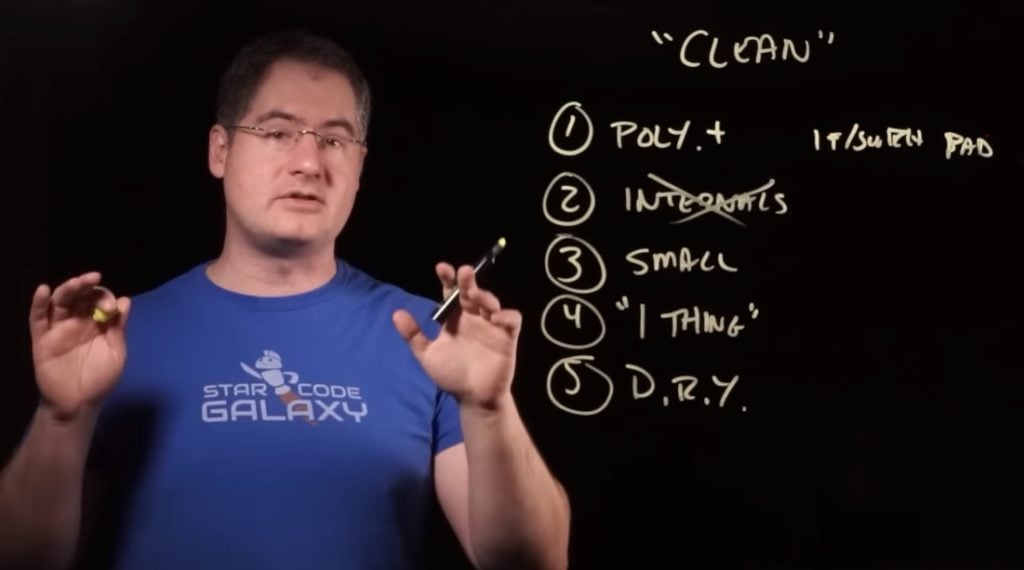 "CLEAN"
① POLY. + IF/SWITCH BAD
② INTERNALS
③ SMALL
④ "1 THING"
⑤ D.R.Y.
STAR CODE
GALAXY